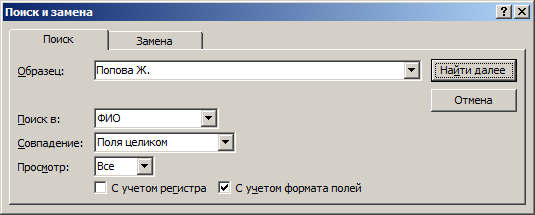 Поиск и замена
Поиск Замена
Образец: Попова Ж. Найти далее
Отмена
Поиск в: ФИО
Совпадение: Поля целиком
Просмотр: Все
С учетом регистра С учетом формата полей